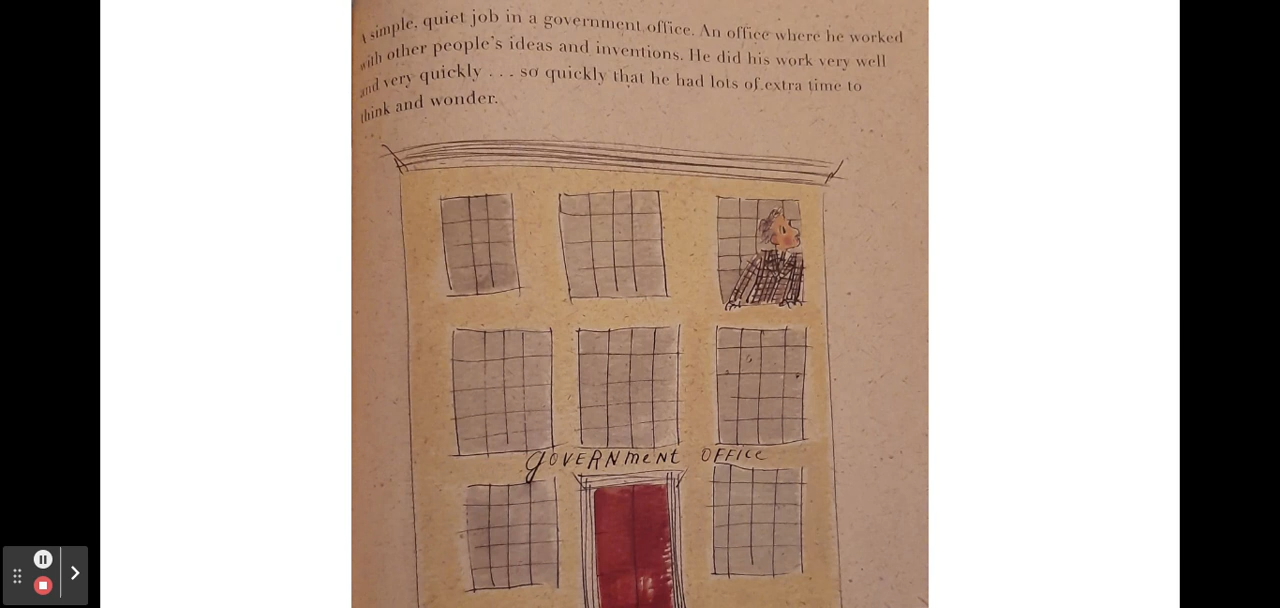 A simple, quiet job in a government office. An office where he worked
with other people's ideas and inventions. He did his work very well
and very quickly . . . so quickly that he had lots of extra time to
think and wonder.
GOVERNMENT OFFICE